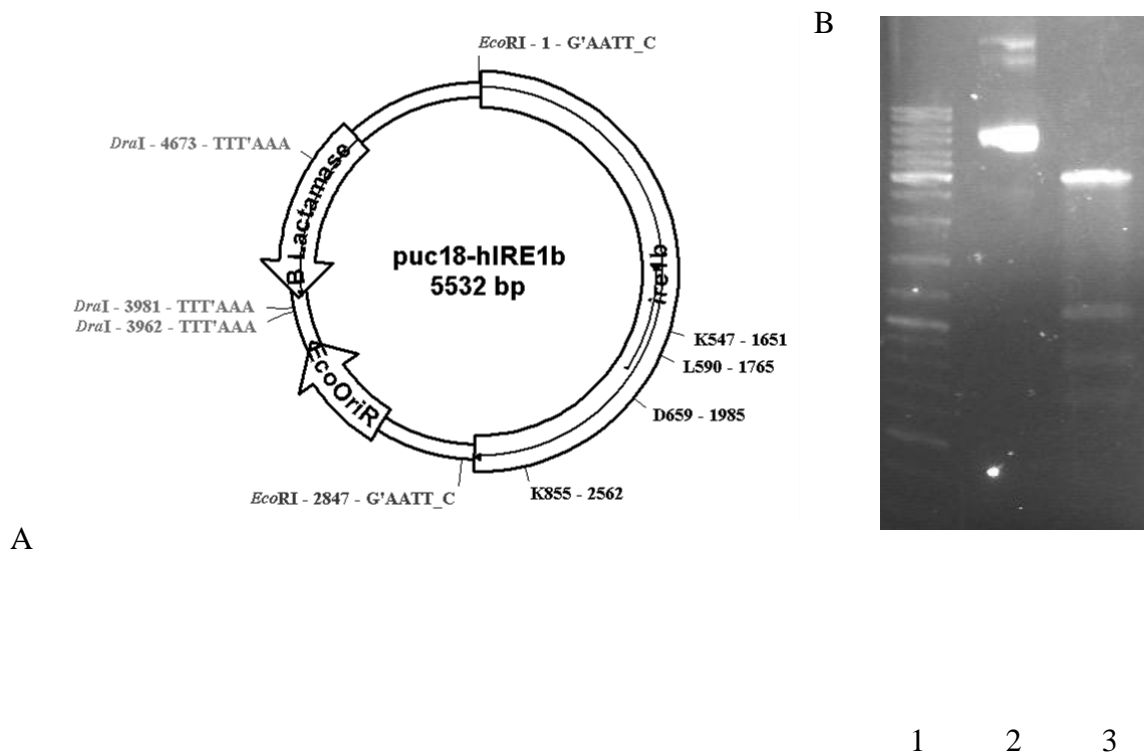 B
EcoRI - 1 - G'AATT_C
DraI - 4673 - TTT'AAA
B Lactamase
puc18-hIRE1b
5532 bp
ire1b
DraI - 3981 - TTT'AAA
DraI - 3962 - TTT'AAA
K547 - 1651
L590 - 1765
EcoOriR
D659 - 1985
EcoRI - 2847 - G'AATT_C
K855 - 2562
A
1 2 3